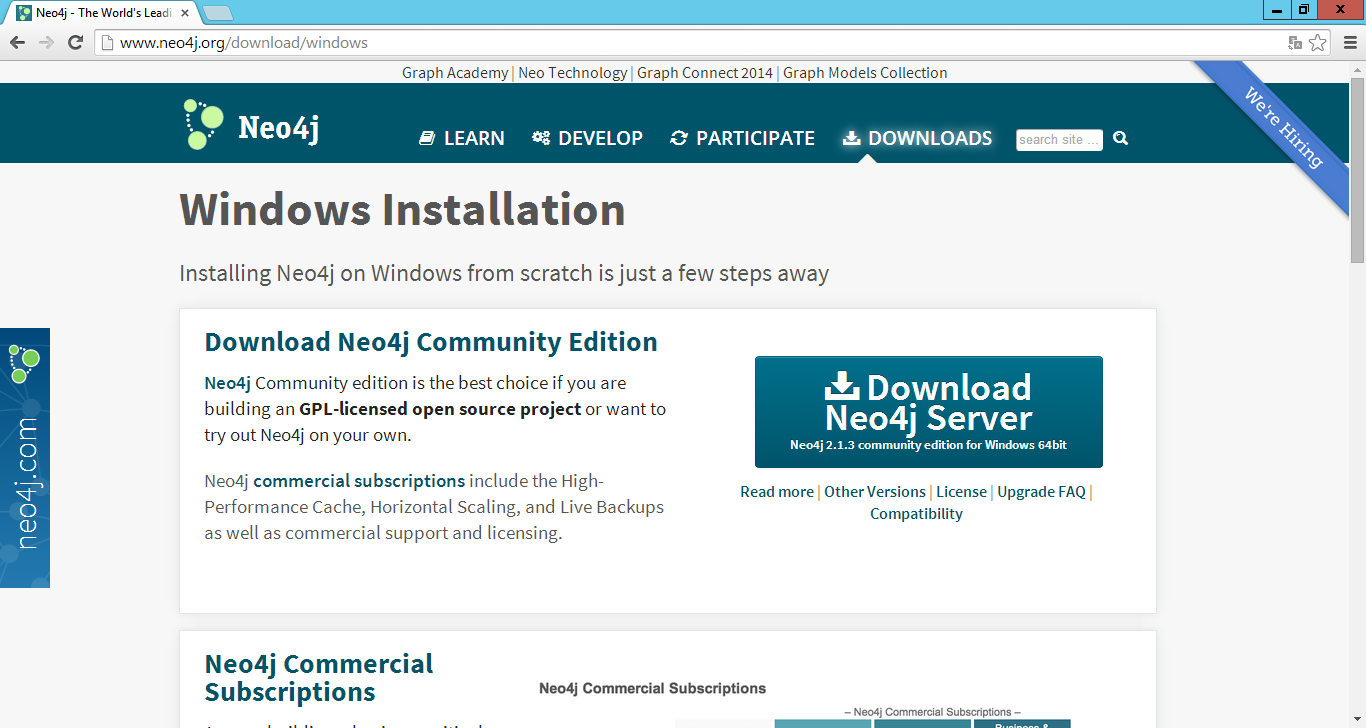 Neo4j - The World's Leadi
www.neo4j.org/download/windows
Graph Academy | Neo Technology | Graph Connect 2014 | Graph Models Collection
We're Hiring
Neo4j
LEARN DEVELOP PARTICIPATE DOWNLOADS search site ...
Windows Installation
Installing Neo4j on Windows from scratch is just a few steps away
neo4j.com
Download Neo4j Community Edition
Neo4j Community edition is the best choice if you are
building an GPL-licensed open source project or want to
try out Neo4j on your own.
Neo4j commercial subscriptions include the High-
Performance Cache, Horizontal Scaling, and Live Backups
as well as commercial support and licensing.
Download
Neo4j Server
Neo4j 2.1.3 community edition for Windows 64bit
Read more | Other Versions | License | Upgrade FAQ |
Compatibility
Neo4j Commercial
Subscriptions
Neo4j Commercial Subscriptions
– Neo4j Commercial Subscriptions –